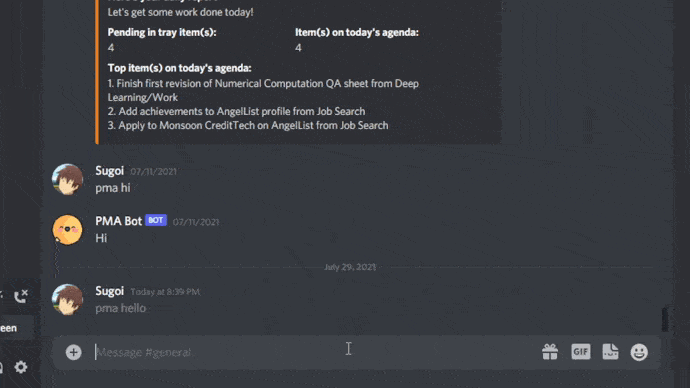 Let's get some work done today!
Pending in tray item(s): Item(s) on today's agenda:
4 4
Top item(s) on today's agenda:
1. Finish first revision of Numerical Computation QA sheet from Deep
Learning/Work
2. Add achievements to AngelList profile from Job Search
3. Apply to Monsoon CreditTech on AngelList from Job Search
Sugoi 07/11/2021
pma hi
PMA Bot BOT 07/11/2021
Hi
July 29, 2021
Sugoi Today at 8:39 PM
pma hello
een
Message #general
GIF